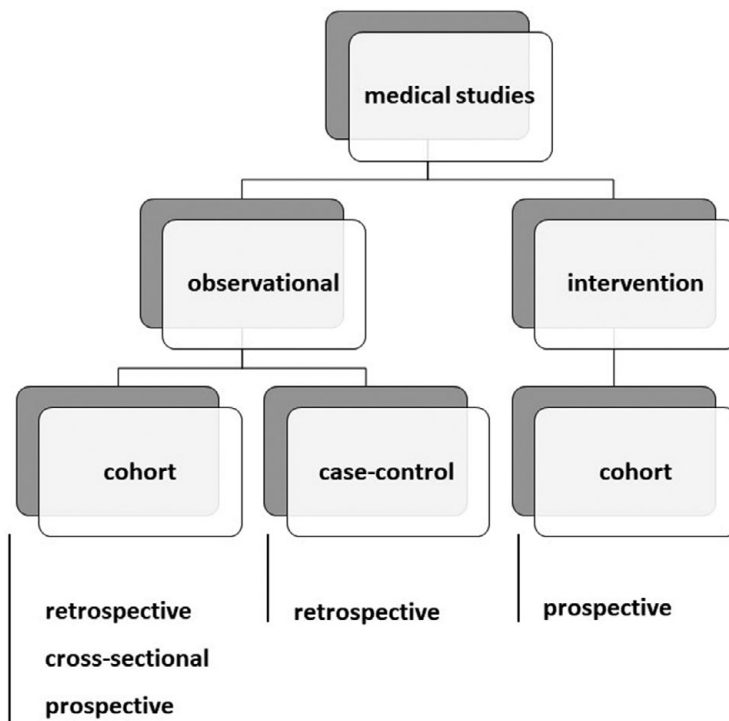 medical studies
observational
intervention
cohort
case-control
cohort
retrospective
cross-sectional
prospective
retrospective
prospective